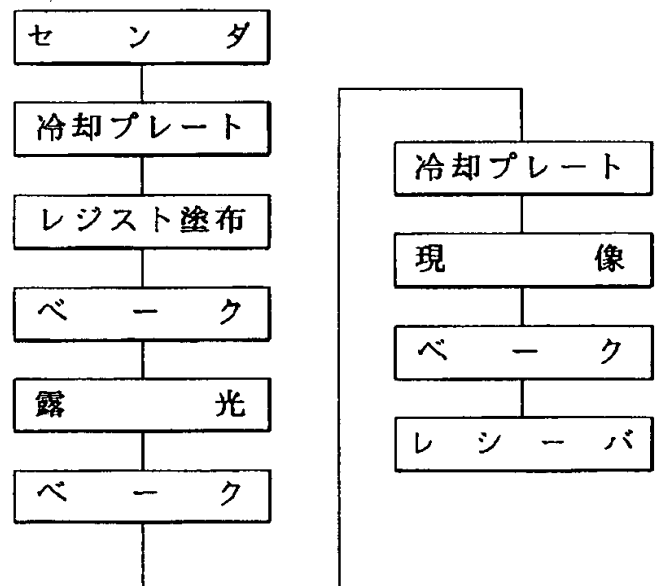 センダ
冷却プレート
レジスト塗布
ベーク
露光
ベーク
冷却プレート
現像
ベーク
レシーバ